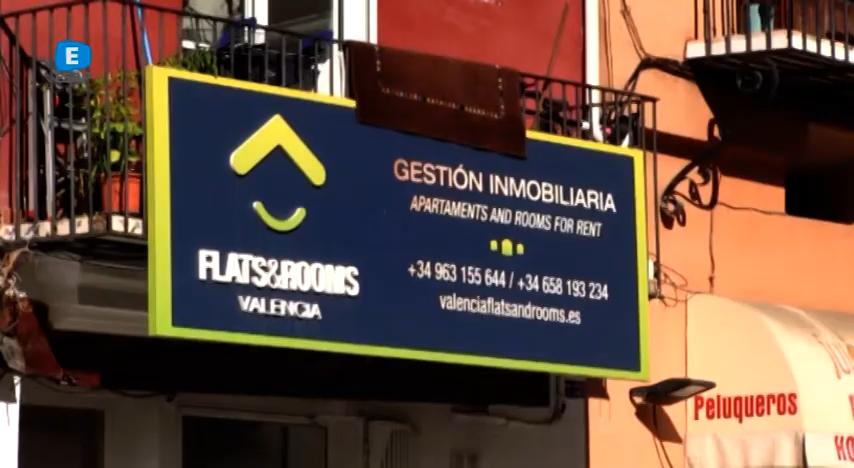 E
GESTIÓN INMOBILIARIA
APARTAMENTS AND ROOMS FOR RENT
+34 963 155 644 / +34 658 193 234
valenciaflatsandrooms.es
FLATS&ROOMS
VALENCIA
Peluqueros